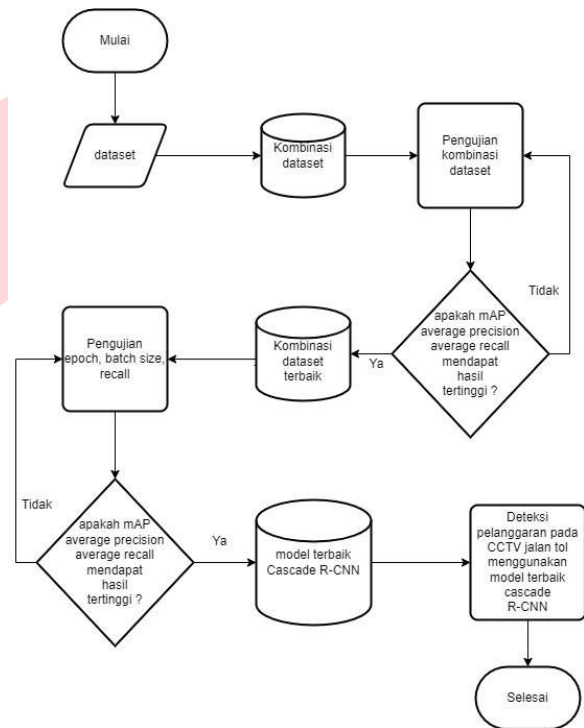 Mulai
dataset
Kombinasi
dataset
Pengujian
kombinasi
dataset
Tidak
apakah mAP
average precision
average recall
mendapat
hasil
tertinggi ?
Ya
Kombinasi
dataset
terbaik
Pengujian
epoch, batch size,
recall
Tidak
apakah mAP
average precision
average recall
mendapat
hasil
tertinggi ?
Ya
model terbaik
Cascade R-CNN
Deteksi
pelanggaran pada
CCTV jalan tol
menggunakan
model terbaik
cascade
R-CNN
Selesai